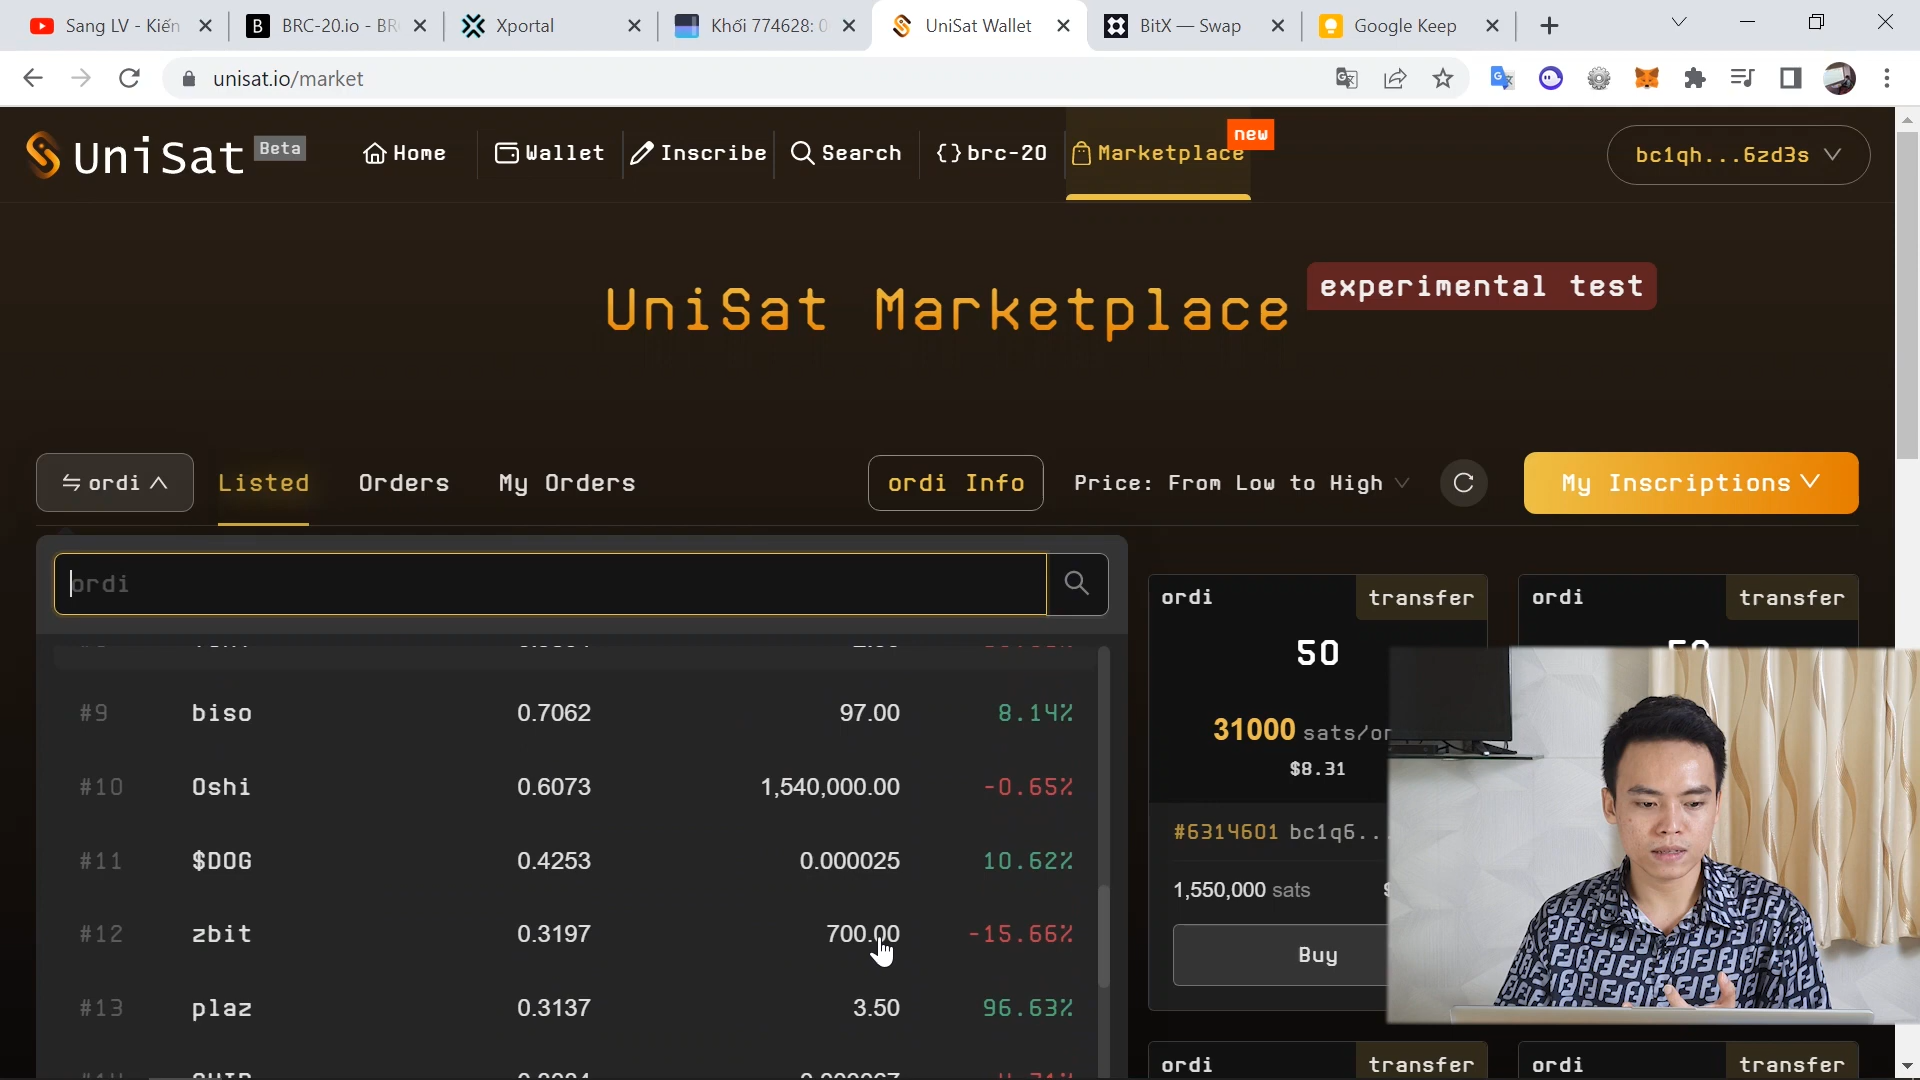 Sang LV - Kiến
BRC-20.io - BR
Xportal
Khối 774628: 0
UniSat Wallet
BitX — Swap
Google Keep
unisat.io/market
UniSat Beta
Home
Wallet
Inscribe
Search
brc-20
Marketplace
new
bc1qh...6zd3s
UniSat Marketplace
experimental test
ordi
Listed
Orders
My Orders
ordi Info
Price: From Low to High
My Inscriptions
ordi
#9 biso 0.7062 97.00 8.14%
#10 Oshi 0.6073 1,540,000.00 -0.65%
#11 $DOG 0.4253 0.000025 10.62%
#12 zbit 0.3197 700.00 -15.66%
#13 plaz 0.3137 3.50 96.63%
ordi transfer
50
31000 sats/or
$8.31
#6314601 bc1q6...
1,550,000 sats
Buy
ordi transfer
ordi transfer
ordi transfer